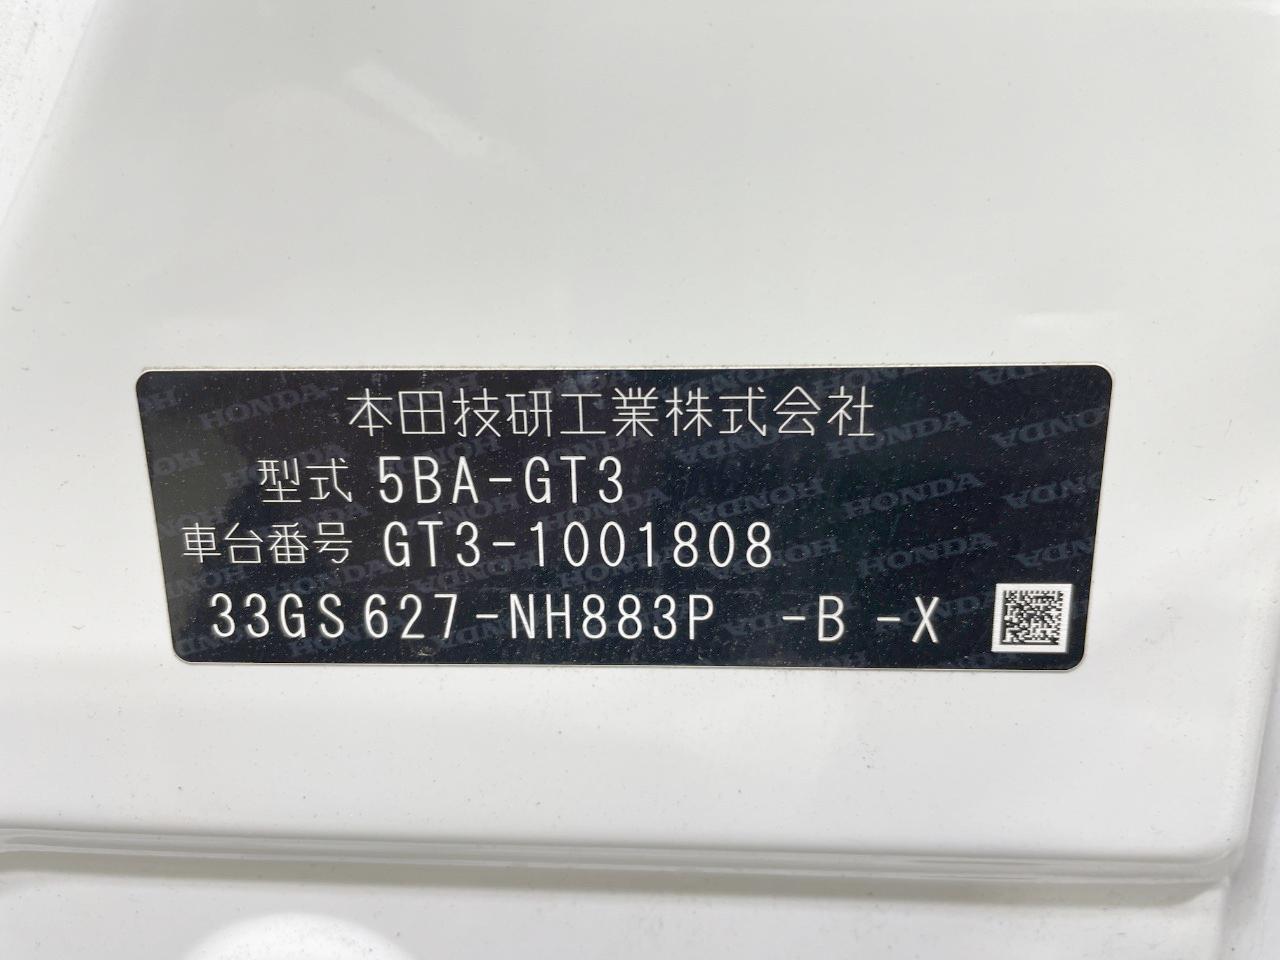 本田技研工業株式会社
型式 5BA-GT3
車台番号 GT3-1001808
33GS627-NH883P -B -X